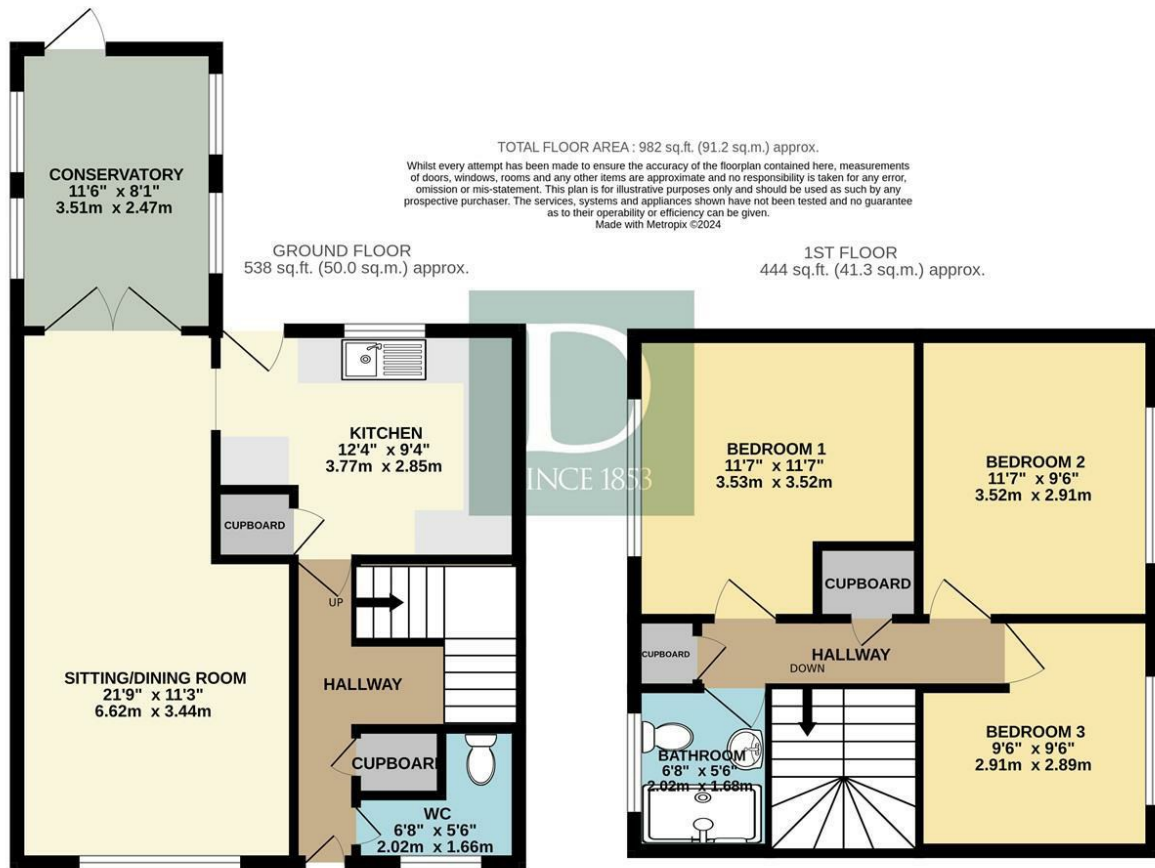 TOTAL FLOOR AREA : 982 sq.ft. (91.2 sq.m.) approx.
Whilst every attempt has been made to ensure the accuracy of the floorplan contained here, measurements
of doors, windows, rooms and any other items are approximate and no responsibility is taken for any error,
omission or mis-statement. This plan is for illustrative purposes only and should be used as such by any
prospective purchaser. The services, systems and appliances shown have not been tested and no guarantee
as to their operability or efficiency can be given.
Made with Metropix ©2024
GROUND FLOOR
538 sq.ft. (50.0 sq.m.) approx.
CONSERVATORY
11'6" x 8'1"
3.51m x 2.47m
KITCHEN
12'4" x 9'4"
3.77m x 2.85m
CUPBOARD
UP
SITTING/DINING ROOM
21'9" x 11'3"
6.62m x 3.44m
HALLWAY
CUPBOARD
WC
6'8" x 5'6"
2.02m x 1.66m
D
INCE 1853
1ST FLOOR
444 sq.ft. (41.3 sq.m.) approx.
BEDROOM 1
11'7" x 11'7"
3.53m x 3.52m
BEDROOM 2
11'7" x 9'6"
3.52m x 2.91m
CUPBOARD
CUPBOARD
HALLWAY
DOWN
BATHROOM
6'8" x 5'6"
2.02m x 1.68m
BEDROOM 3
9'6" x 9'6"
2.91m x 2.89m